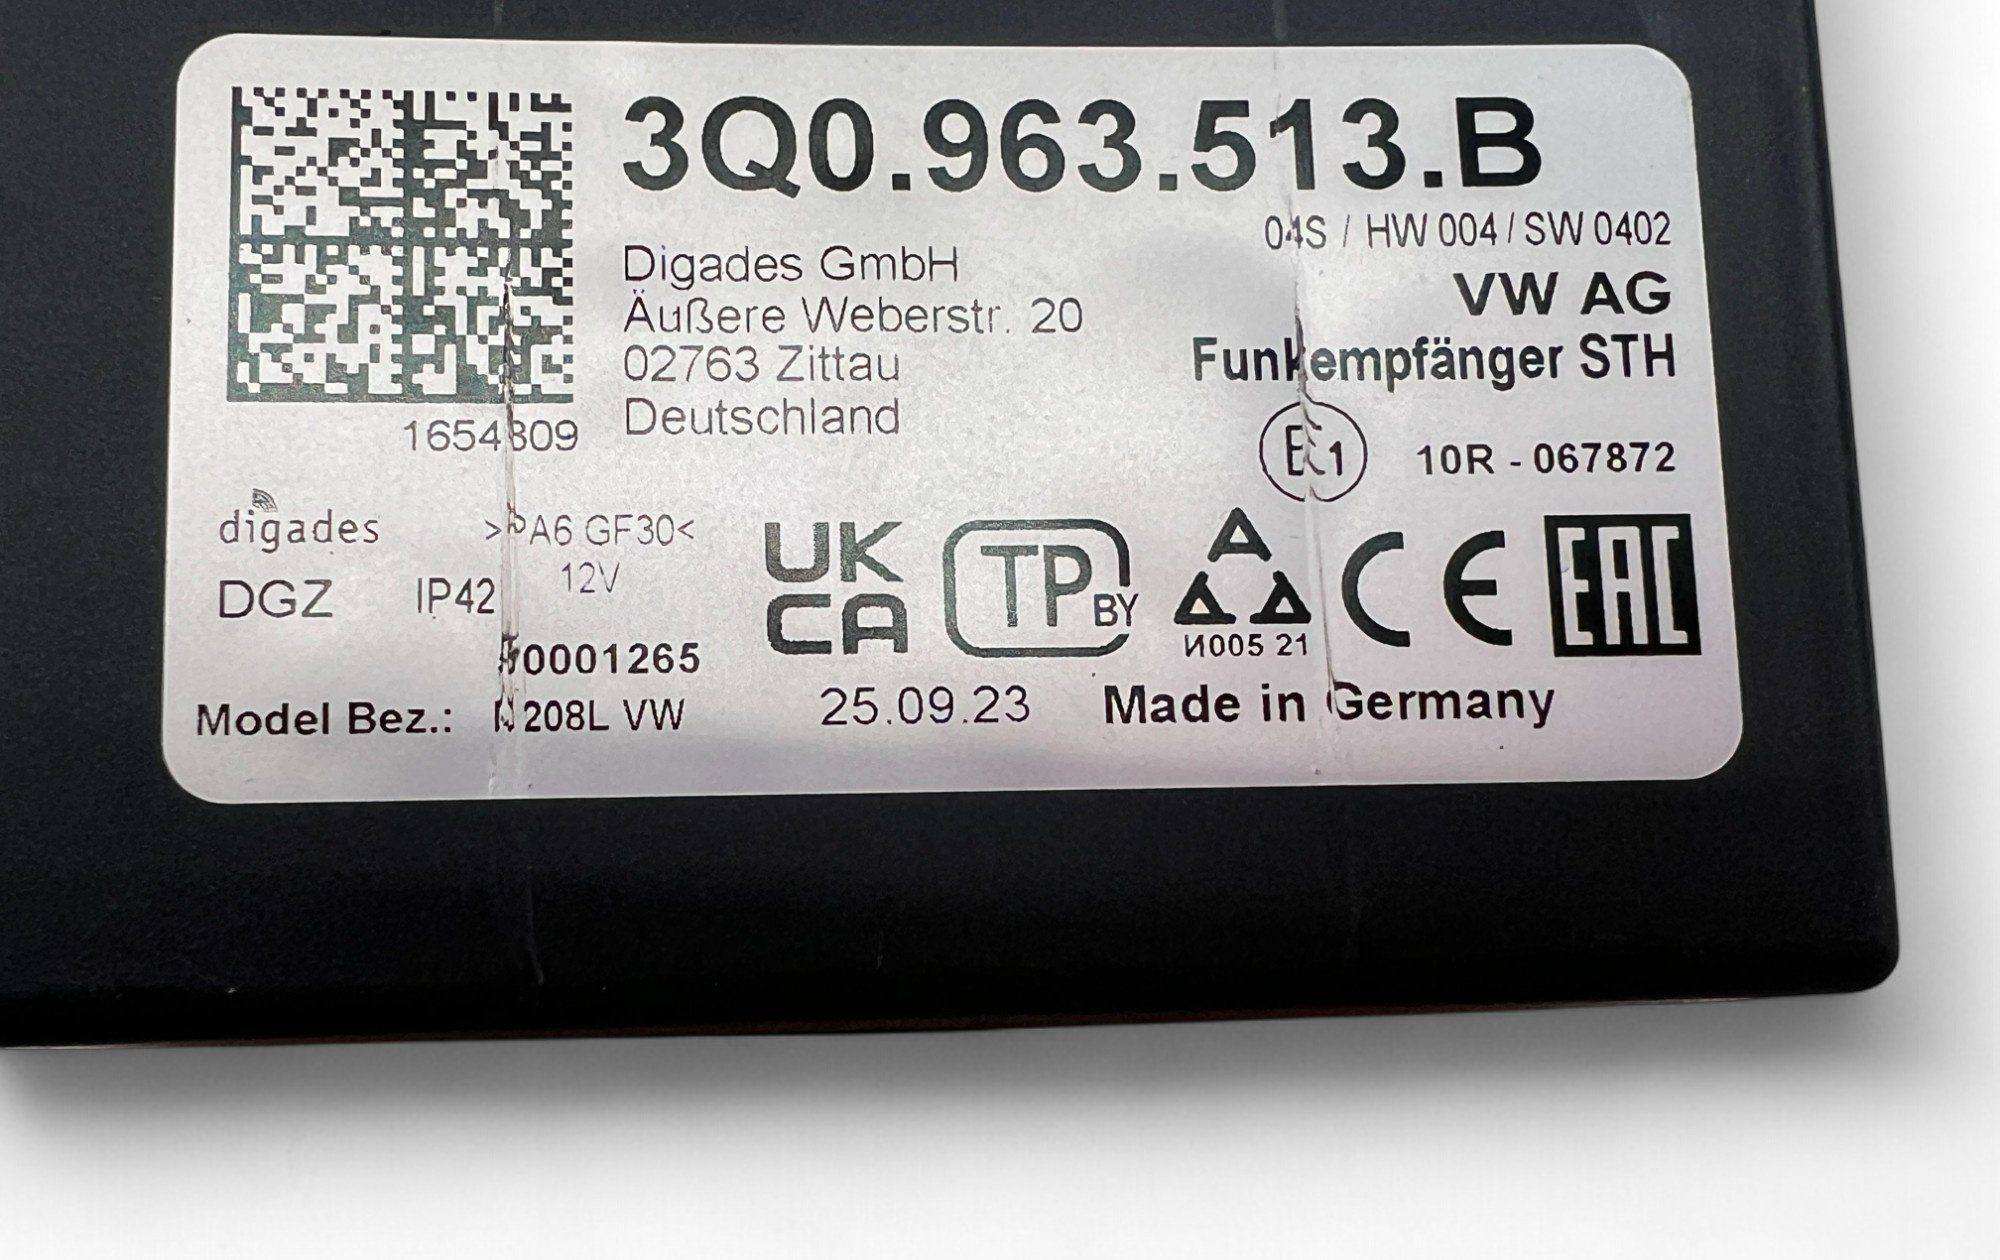 3Q0.963.513.B
04S / HW 004 / SW 0402
Digades GmbH
Äußere Weberstr. 20
02763 Zittau
Deutschland
VW AG
Funkempfänger STH
E1 10R - 067872
digades
>PA6 GF30<
12V
DGZ IP42
UK
CA
TP BY
A
И005 21
CE
EAC
Model Bez.:
208L VW
25.09.23
Made in Germany